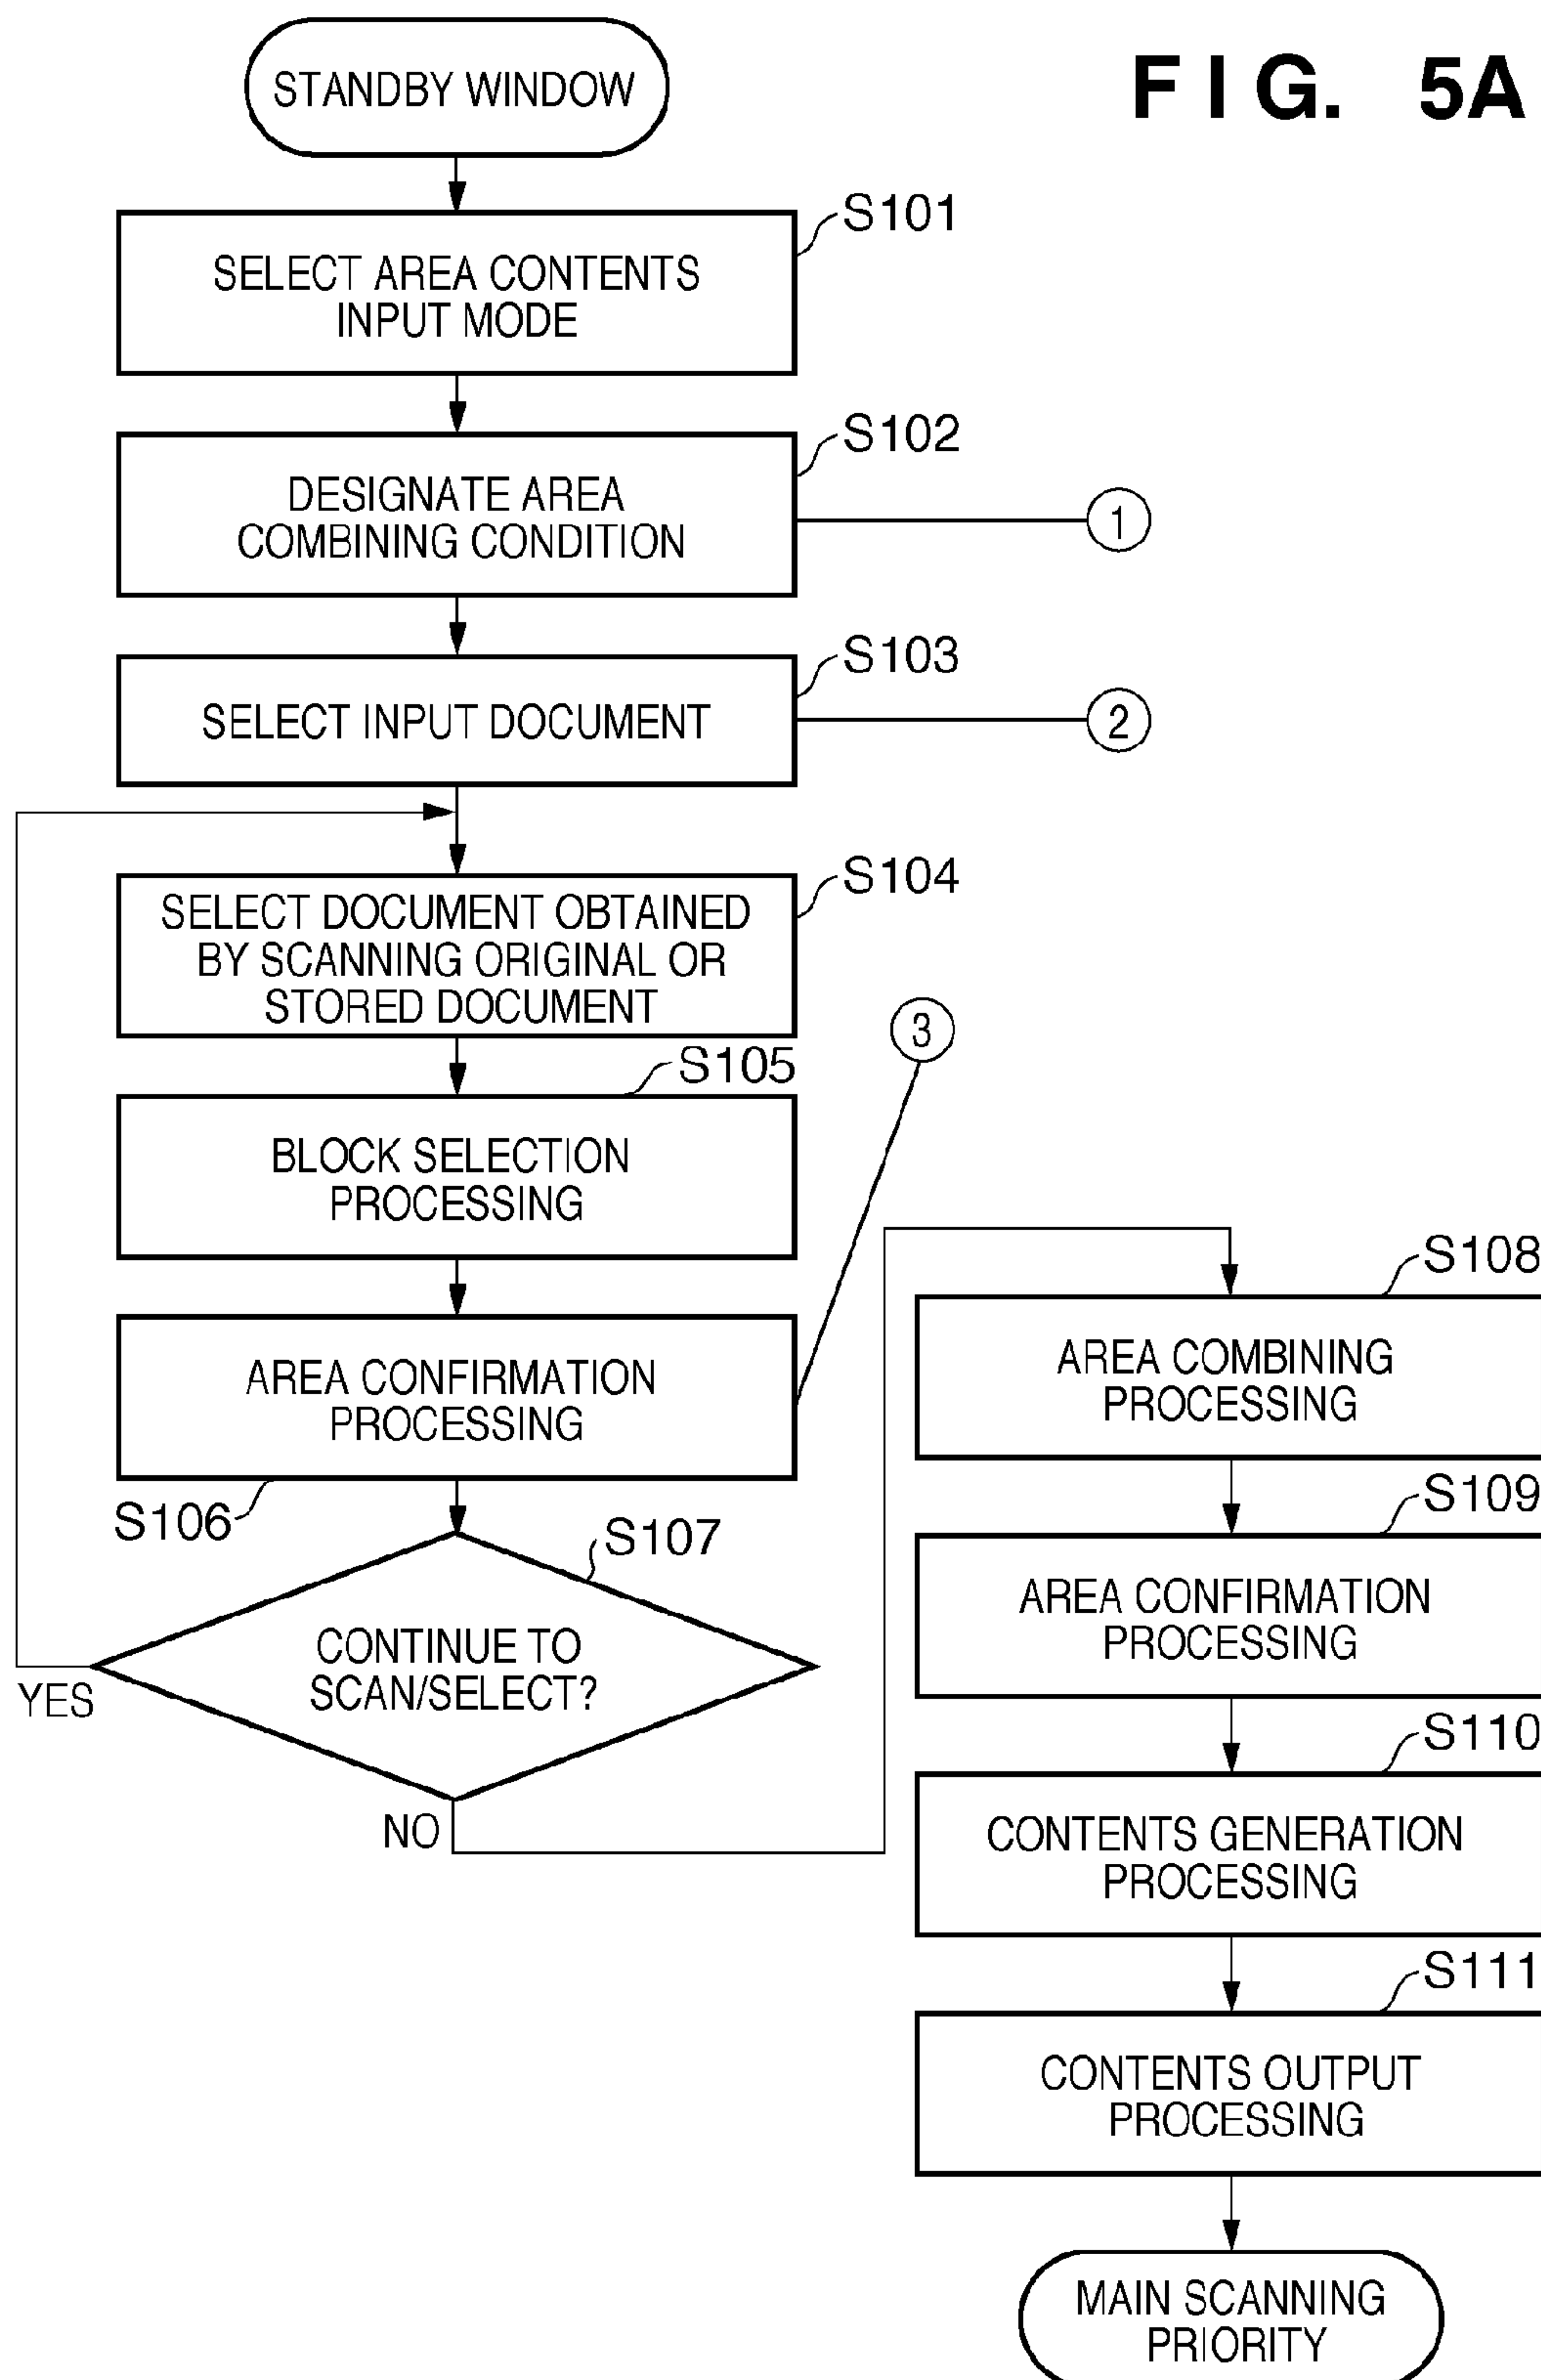 FIG. 5A
STANDBY WINDOW
S101
SELECT AREA CONTENTS
INPUT MODE
S102
DESIGNATE AREA
COMBINING CONDITION
1
S103
SELECT INPUT DOCUMENT
2
S104
SELECT DOCUMENT OBTAINED
BY SCANNING ORIGINAL OR
STORED DOCUMENT
3
S105
BLOCK SELECTION
PROCESSING
AREA CONFIRMATION
PROCESSING
S106
S107
CONTINUE TO
SCAN/SELECT?
YES
NO
S108
AREA COMBINING
PROCESSING
S109
AREA CONFIRMATION
PROCESSING
S110
CONTENTS GENERATION
PROCESSING
S111
CONTENTS OUTPUT
PROCESSING
MAIN SCANNING
PRIORITY